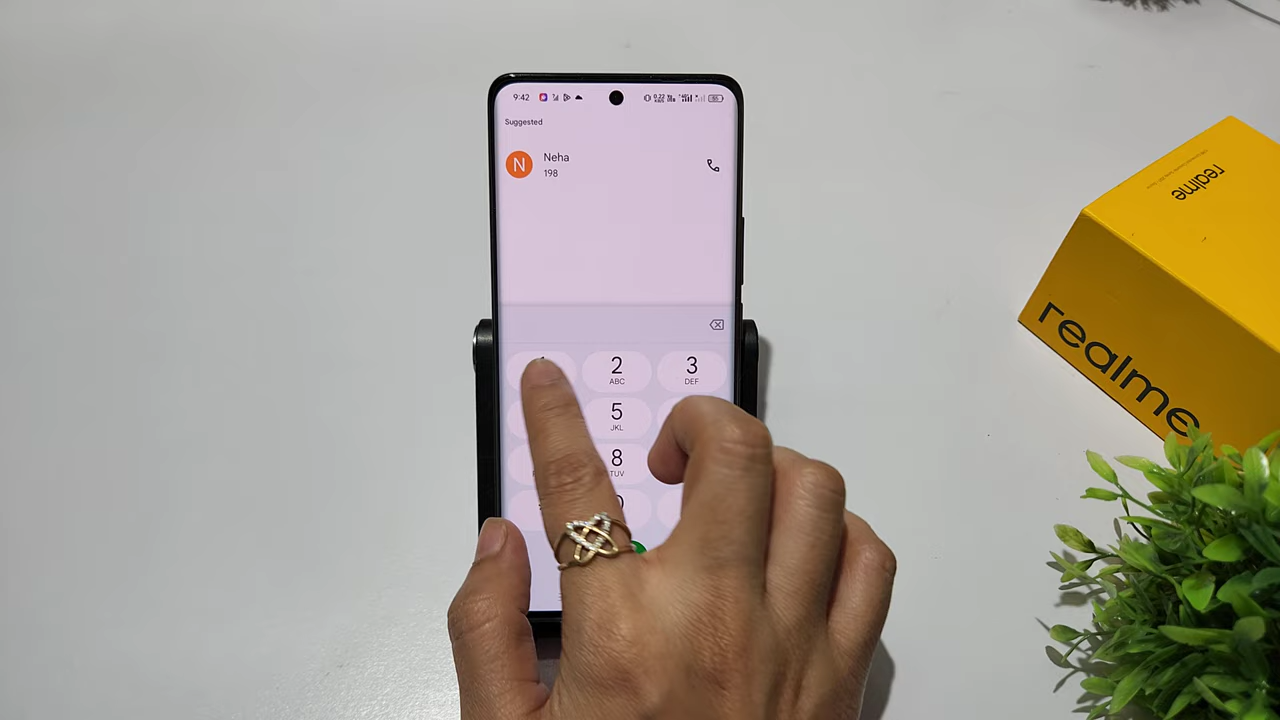 9:42
Suggested
N
Neha
198
2
ABC
3
DEF
5
JKL
8
TUV
realme
realme